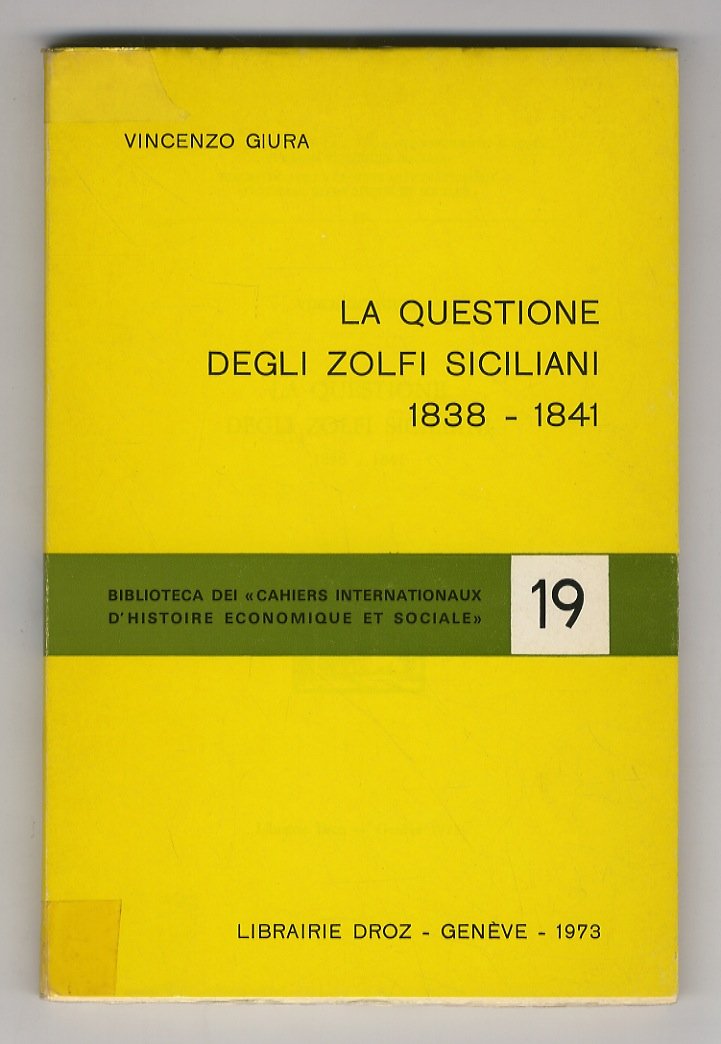 VINCENZO GIURA
LA QUESTIONE
DEGLI ZOLFI SICILIANI
1838 - 1841
BIBLIOTECA DEI «CAHIERS INTERNATIONAUX
D'HISTOIRE ECONOMIQUE ET SOCIALE»
19
LIBRAIRIE DROZ - GENÈVE - 1973